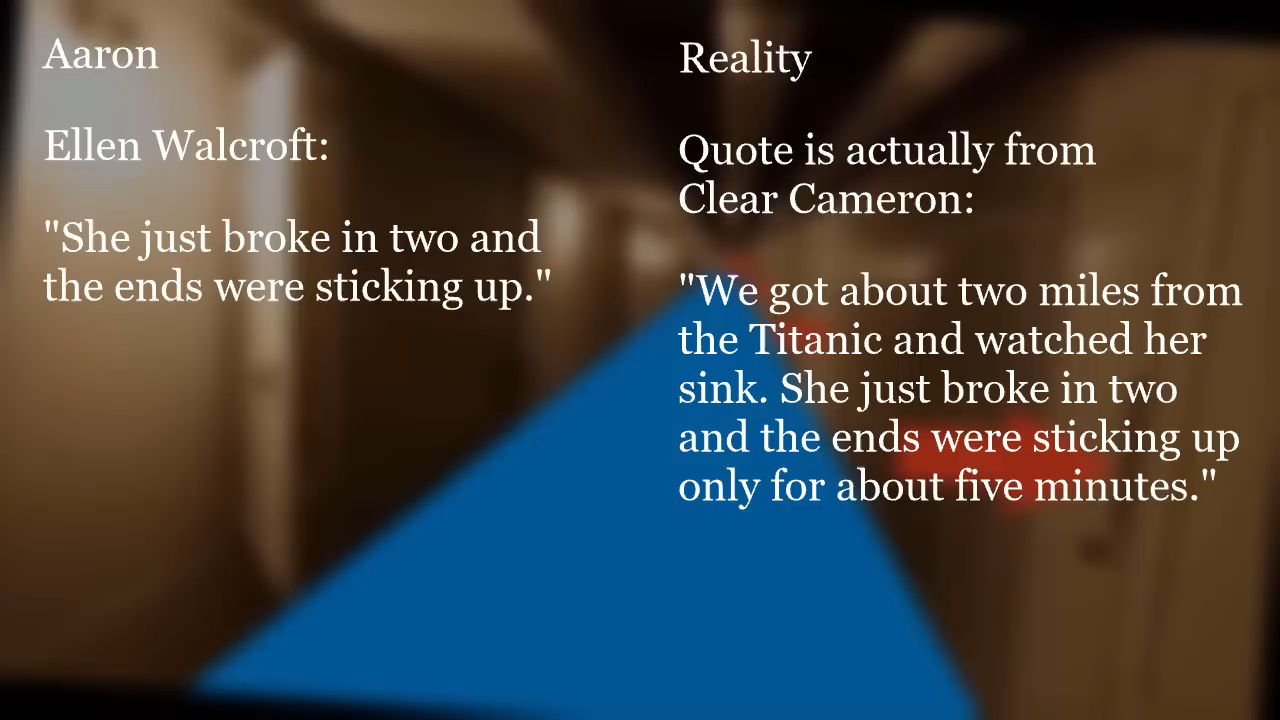 Aaron
Ellen Walcroft:
"She just broke in two and
the ends were sticking up."
Reality
Quote is actually from
Clear Cameron:
"We got about two miles from
the Titanic and watched her
sink. She just broke in two
and the ends were sticking up
only for about five minutes."